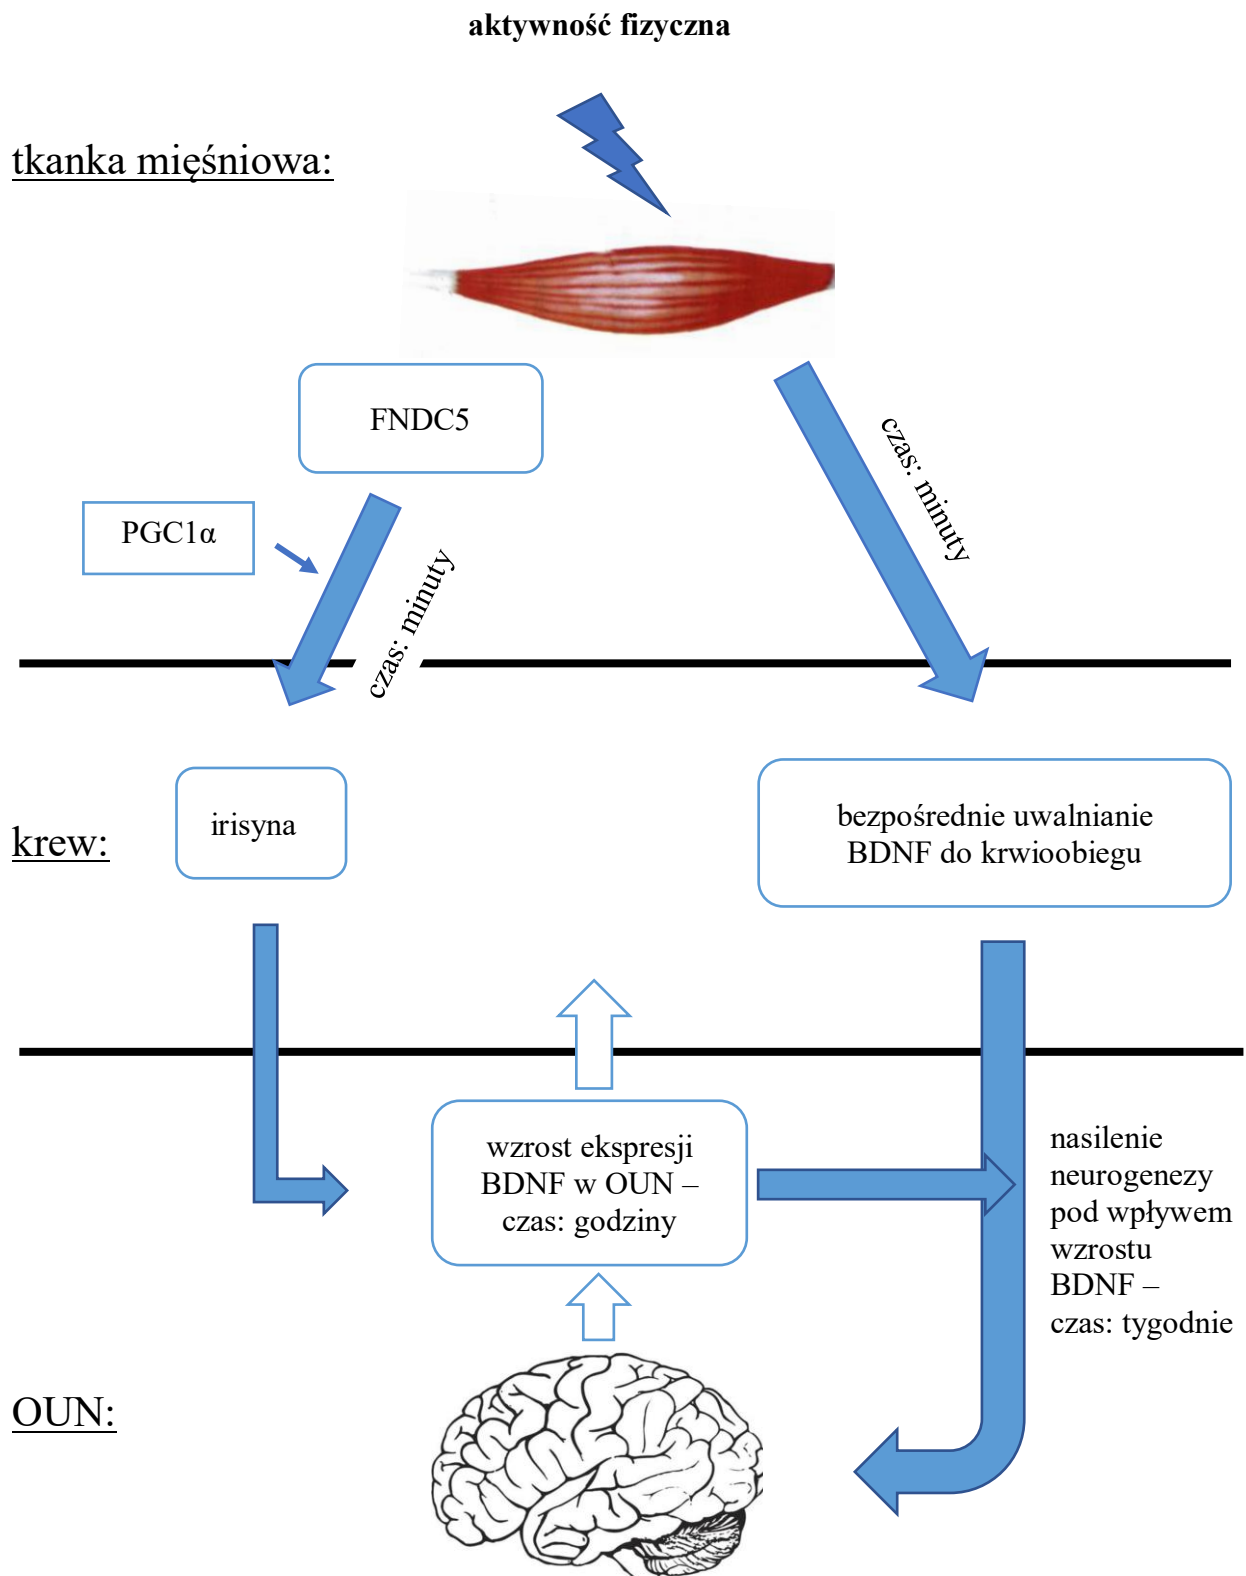 aktywność fizyczna
tkanka mięśniowa:
FNDC5
czas: minuty
PGC1α
czas: minuty
irisyna
bezpośrednie uwalnianie
BDNF do krwioobiegu
krew:
wzrost ekspresji
BDNF w OUN –
czas: godziny
nasilenie
neurogenezy
pod wpływem
wzrostu
BDNF –
czas: tygodnie
OUN: